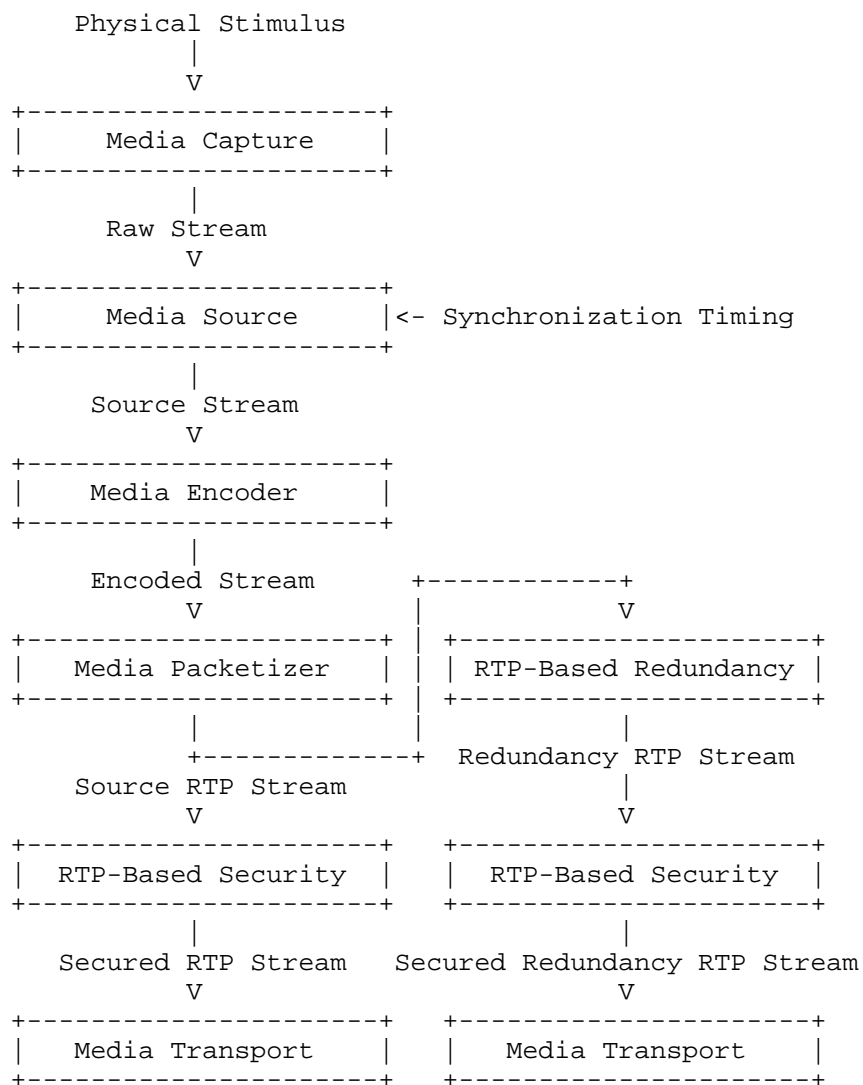 Physical Stimulus
Media Capture
Raw Stream
Media Source <- Synchronization Timing
Source Stream
Media Encoder
Encoded Stream
Media Packetizer RTP-Based Redundancy
Redundancy RTP Stream
Source RTP Stream
RTP-Based Security RTP-Based Security
Secured RTP Stream Secured Redundancy RTP Stream
Media Transport Media Transport